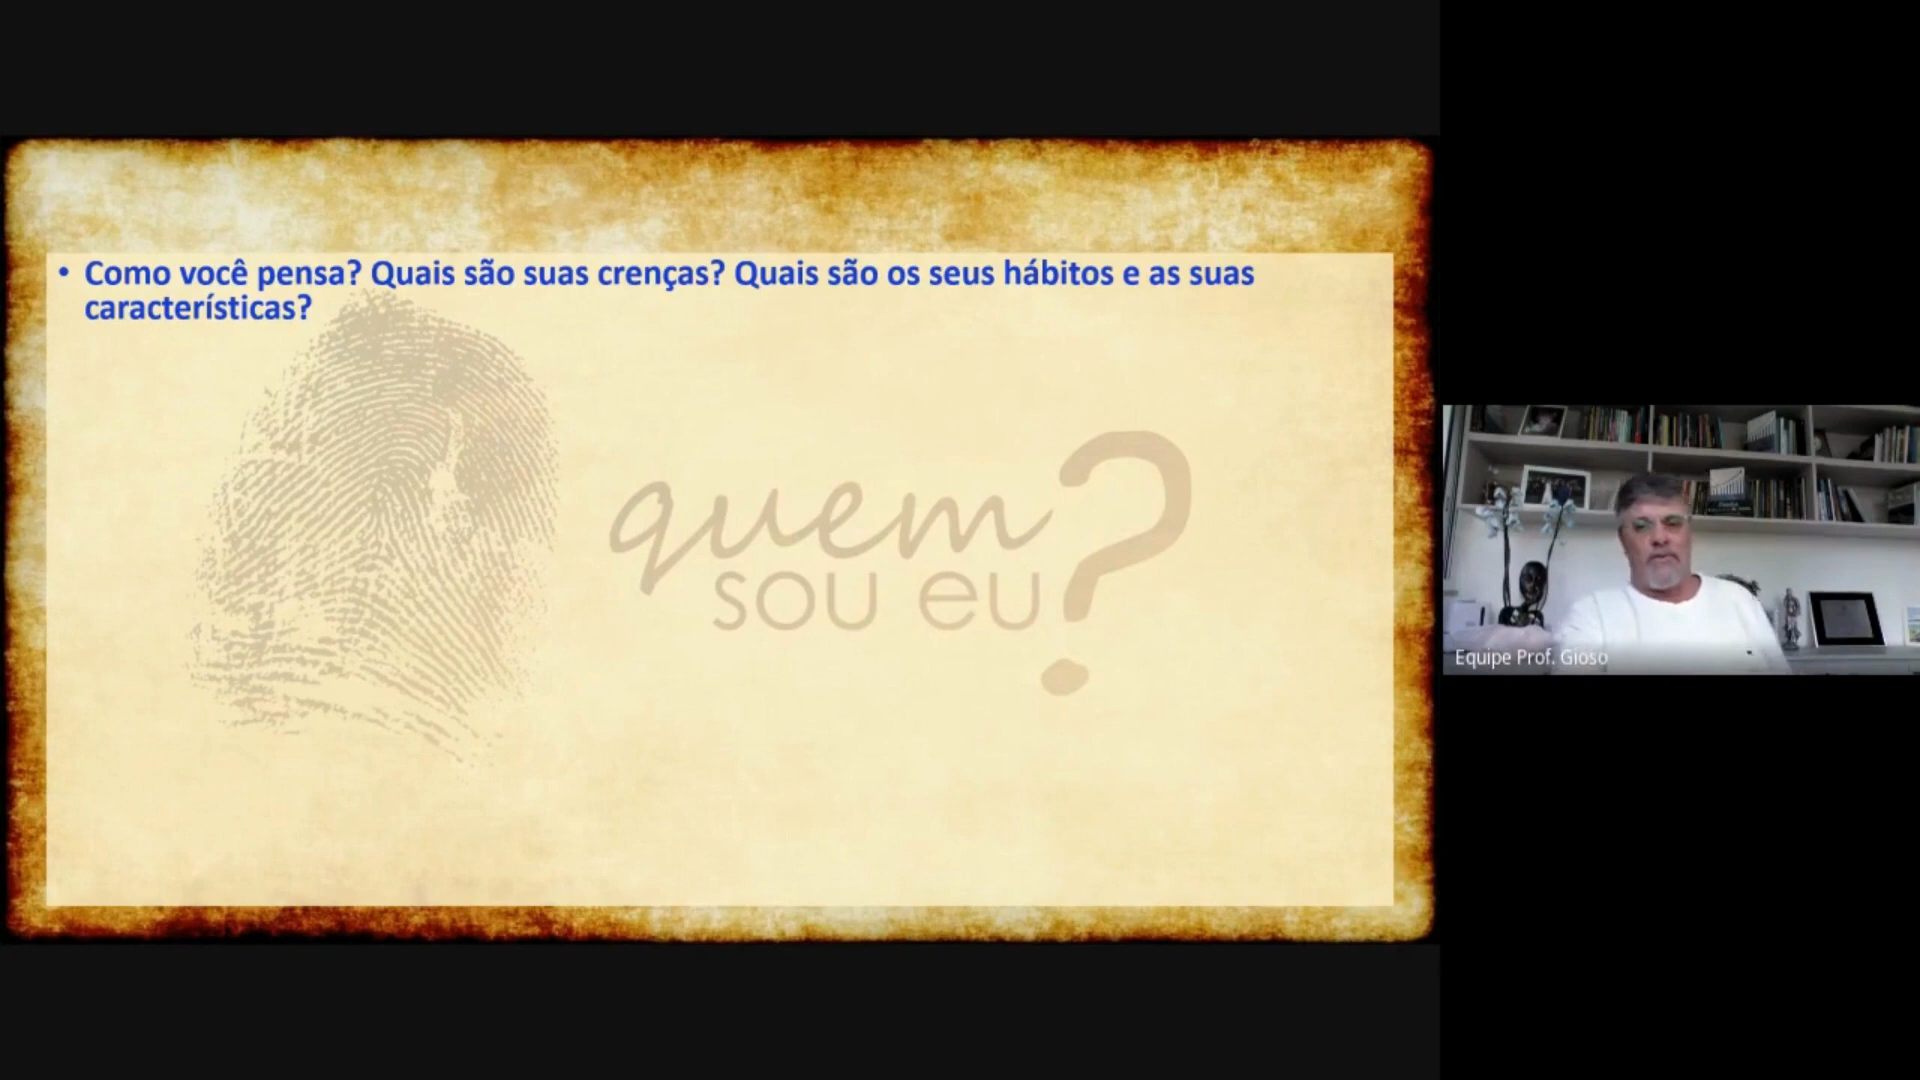 • Como você pensa? Quais são suas crenças? Quais são os seus hábitos e as suas
características?
quem
sou eu?
Equipe Prof. Gioso